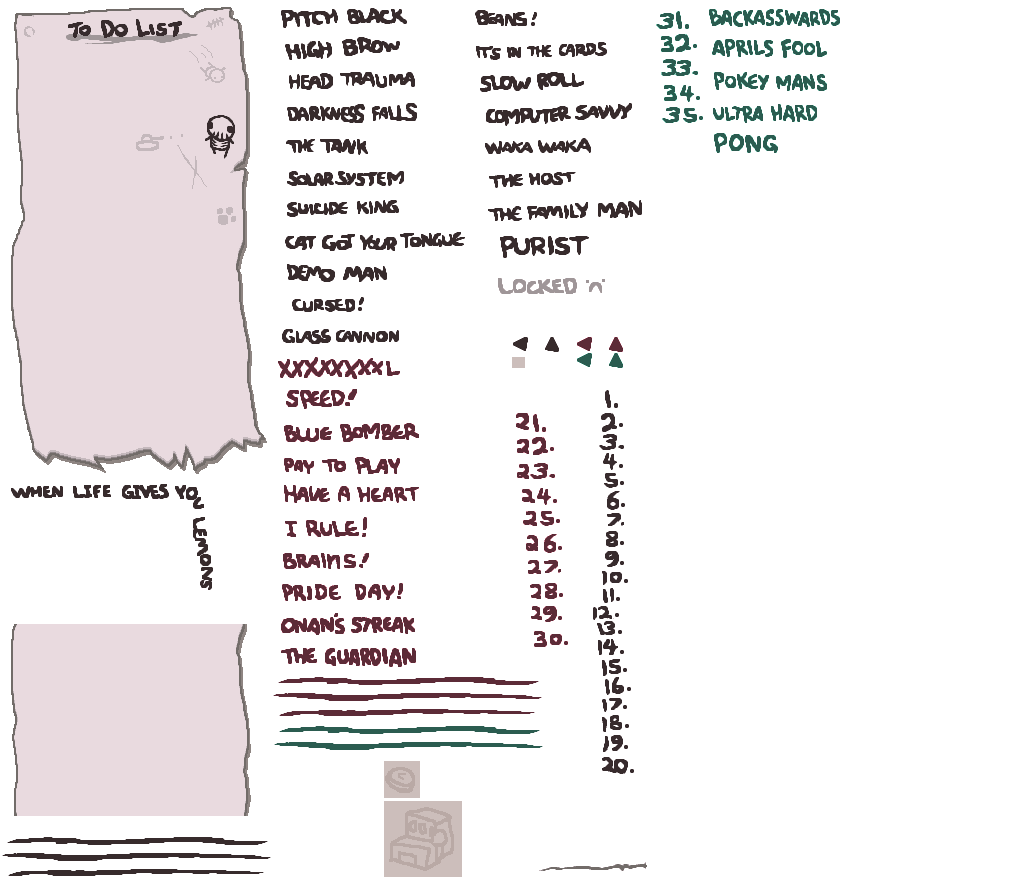 TO DO LIST
PITCH BLACK
HIGH BROW
HEAD TRAUMA
DARKNESS FALLS
THE TANK
SOLAR SYSTEM
SUICIDE KING
CAT GOT YOUR TONGUE
DEMO MAN
CURSED!
GLASS CANNON
XXXXXXXXL
SPEED!
BLUE BOMBER
PAY TO PLAY
HAVE A HEART
I RULE!
BRAINS!
PRIDE DAY!
ONAN'S STREAK
THE GUARDIAN
BEANS!
IT'S IN THE CARDS
SLOW ROLL
COMPUTER SAVVY
WAKA WAKA
THE HOST
THE FAMILY MAN
PURIST
LOCKED 'n'
21.
22.
23.
24.
25.
26.
27.
28.
29.
30.
1.
2.
3.
4.
5.
6.
7.
8.
9.
10.
11.
12.
13.
14.
15.
16.
17.
18.
19.
20.
31.
32.
33.
34.
35.
BACKASSWARDS
APRILS FOOL
POKEY MANS
ULTRA HARD
PONG
WHEN LIFE GIVES YOU LEMONS